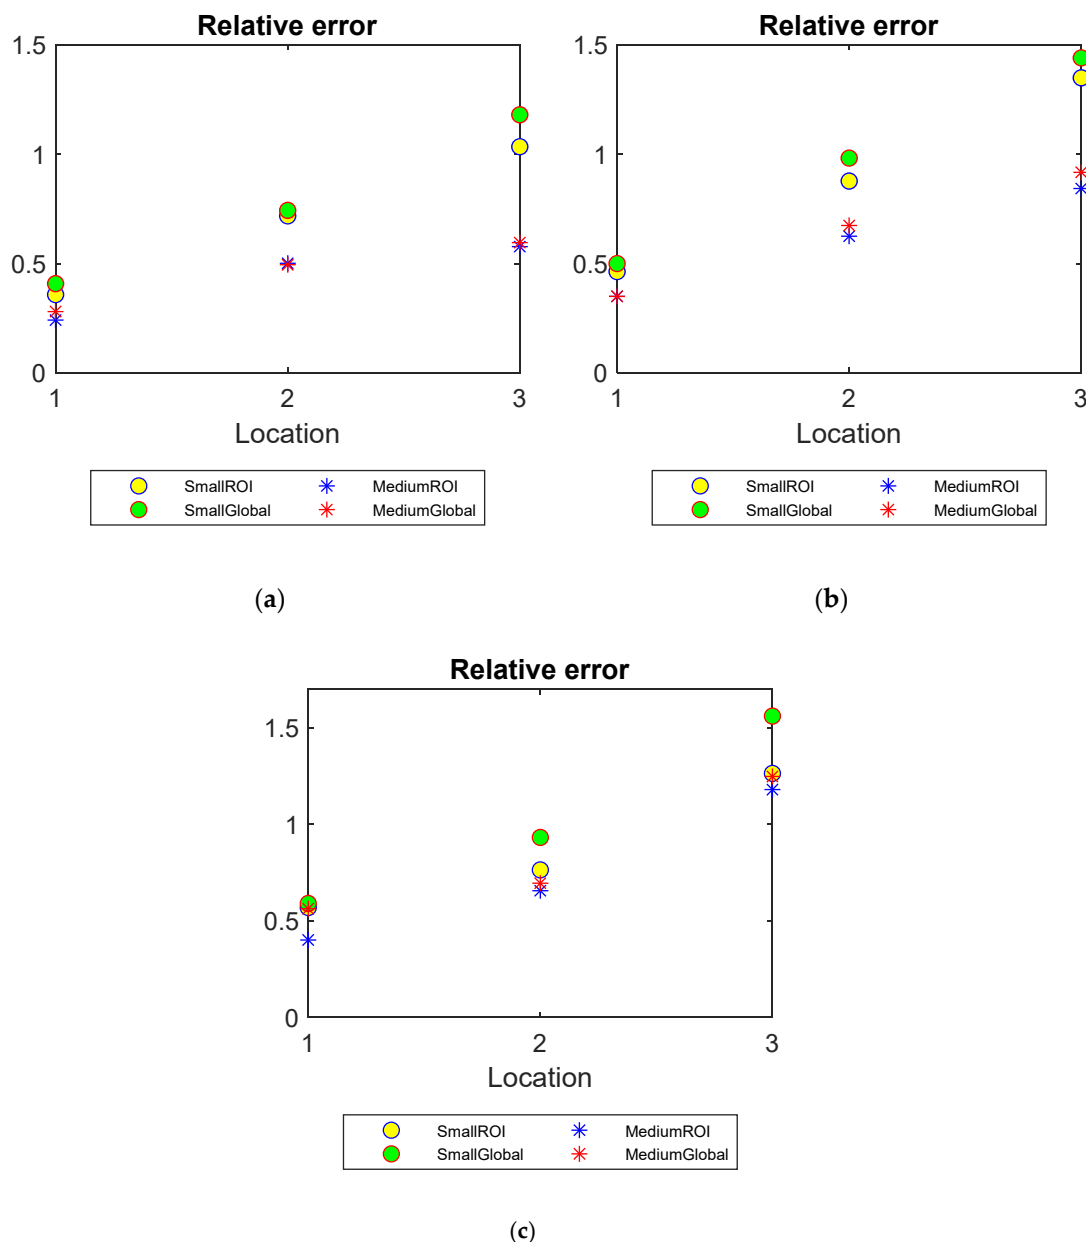 Relative error
1.5
1
0.5
0
1 2 3
Location
SmallROI MediumROI
SmallGlobal MediumGlobal
(a)
Relative error
1.5
1
0.5
0
1 2 3
Location
SmallROI MediumROI
SmallGlobal MediumGlobal
(b)
Relative error
1.5
1
0.5
0
1 2 3
Location
SmallROI MediumROI
SmallGlobal MediumGlobal
(c)